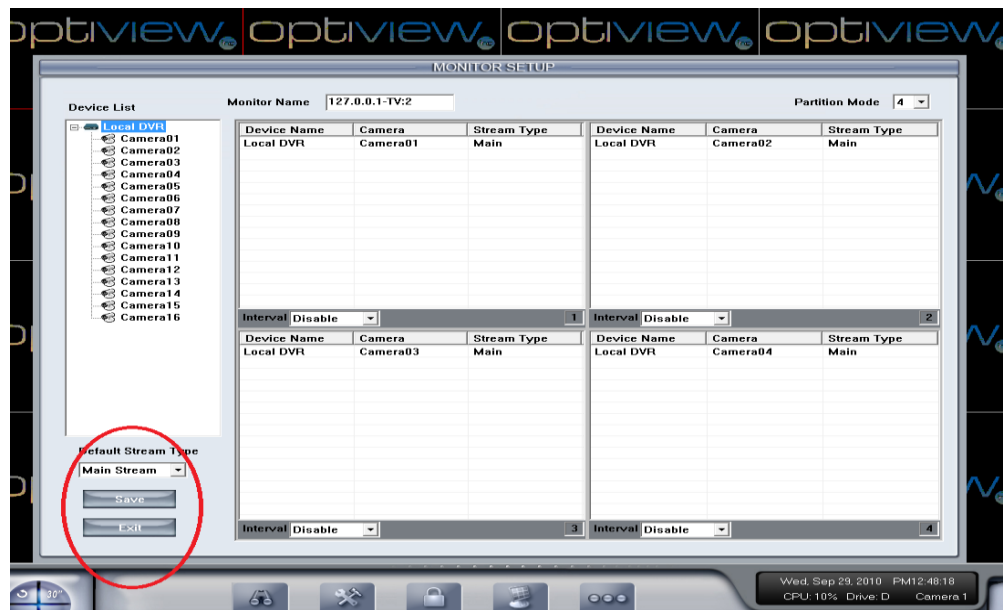 optiview optiview optiview optiview
MONITOR SETUP
Device List
Monitor Name 127.0.0.1-TV:2
Partition Mode 4
Local DVR
Camera01
Camera02
Camera03
Camera04
Camera05
Camera06
Camera07
Camera08
Camera09
Camera10
Camera11
Camera12
Camera13
Camera14
Camera15
Camera16
Default Stream Type
Main Stream
Save
Exit
Device Name Camera Stream Type
Local DVR Camera01 Main
Interval Disable 1
Device Name Camera Stream Type
Local DVR Camera02 Main
Interval Disable 2
Device Name Camera Stream Type
Local DVR Camera03 Main
Interval Disable 3
Device Name Camera Stream Type
Local DVR Camera04 Main
Interval Disable 4
30"
Wed, Sep 29, 2010 PM12:48:18
CPU: 10% Drive: D Camera 1